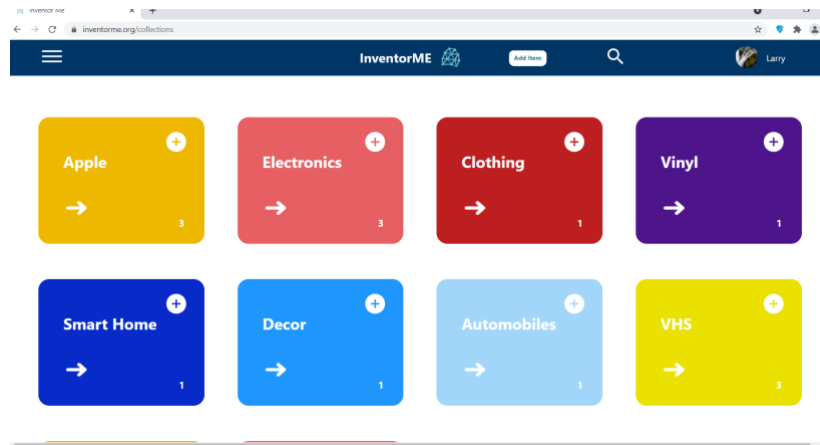 Inventor Me
inventorme.org/collections
InventorME
Add Item
Larry
Apple
3
Electronics
3
Clothing
1
Vinyl
1
Smart Home
1
Decor
1
Automobiles
1
VHS
3